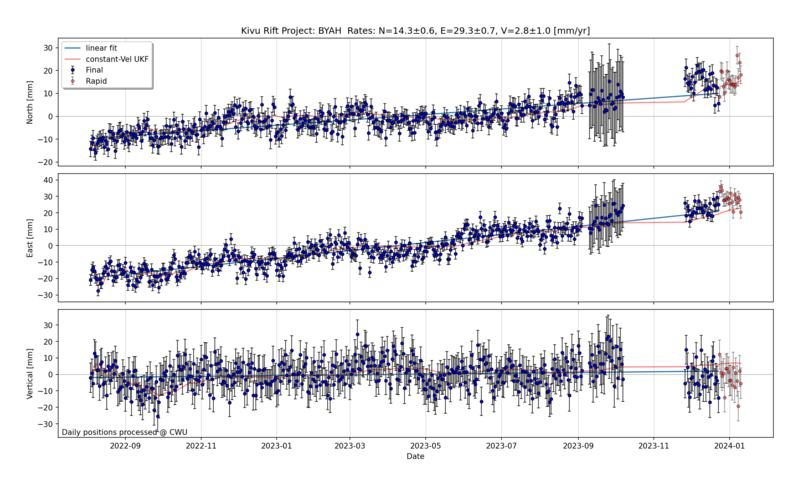 Kivu Rift Project: BYAH Rates: N=14.3±0.6, E=29.3±0.7, V=2.8±1.0 [mm/yr]
linear fit
constant-Vel UKF
Final
Rapid
North [mm]
30
20
10
0
−10
−20
East [mm]
40
30
20
10
0
−10
−20
−30
Vertical [mm]
30
20
10
0
−10
−20
−30
Daily positions processed @ CWU
2022-09 2022-11 2023-01 2023-03 2023-05 2023-07 2023-09 2023-11 2024-01
Date